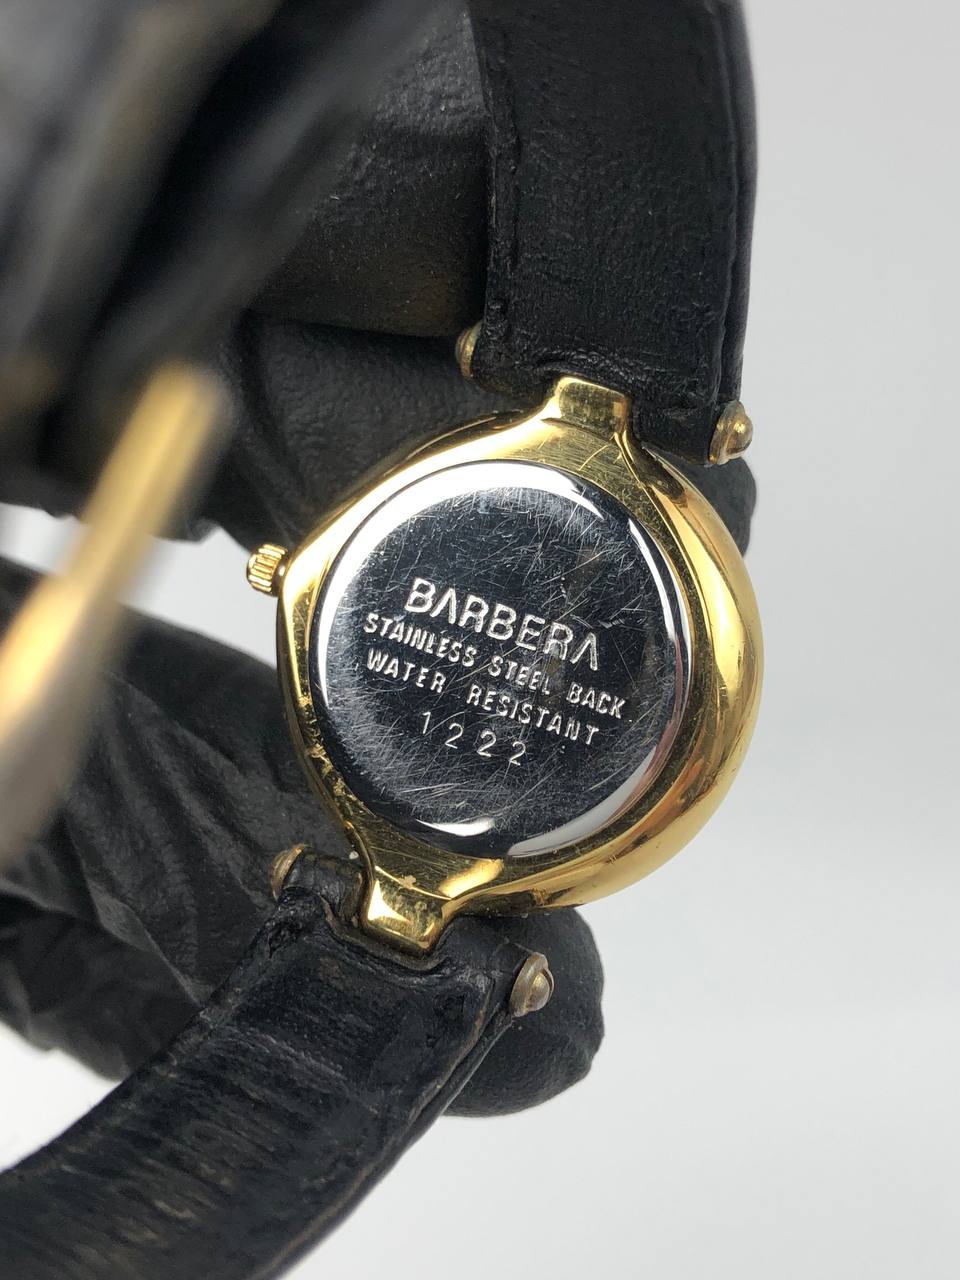 BARBERA
STAINLESS STEEL BACK
WATER RESISTANT
1222